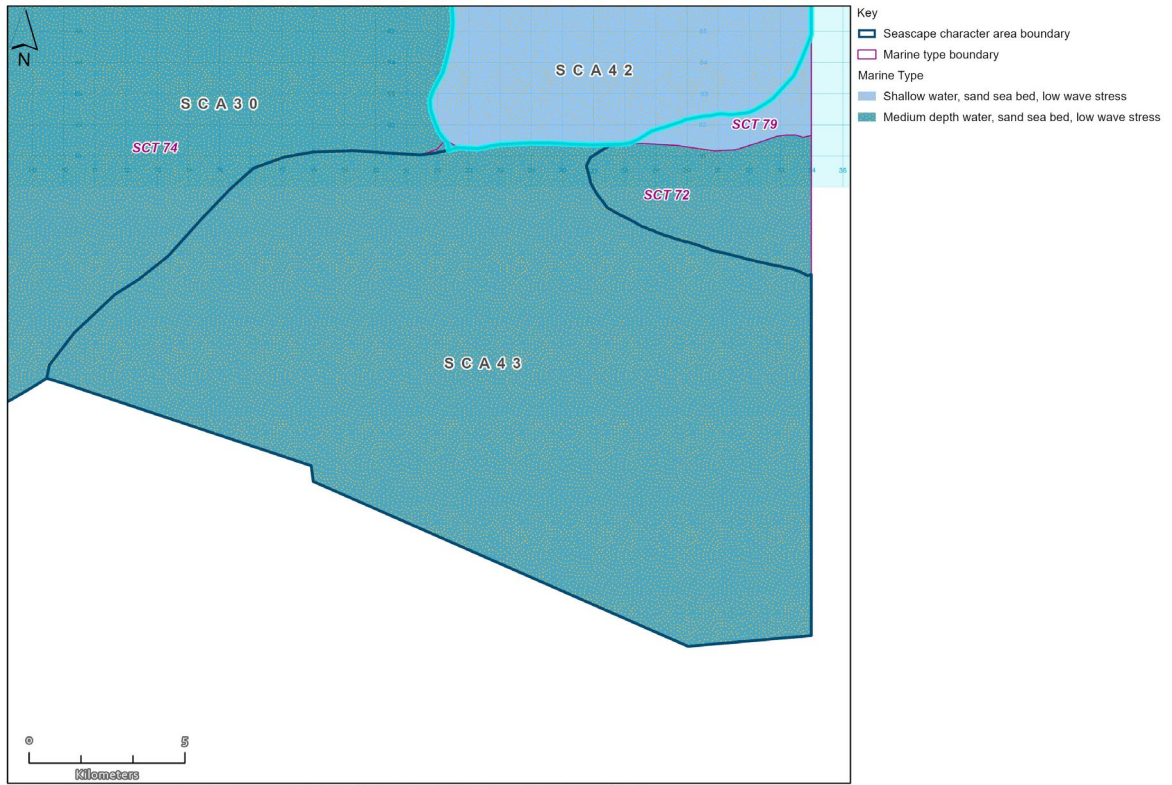 N
SCA30
SCA42
SCT 79
SCT 74
SCT 72
SCA43
0 5
Kilometers
Key
Seascape character area boundary
Marine type boundary
Marine Type
Shallow water, sand sea bed, low wave stress
Medium depth water, sand sea bed, low wave stress